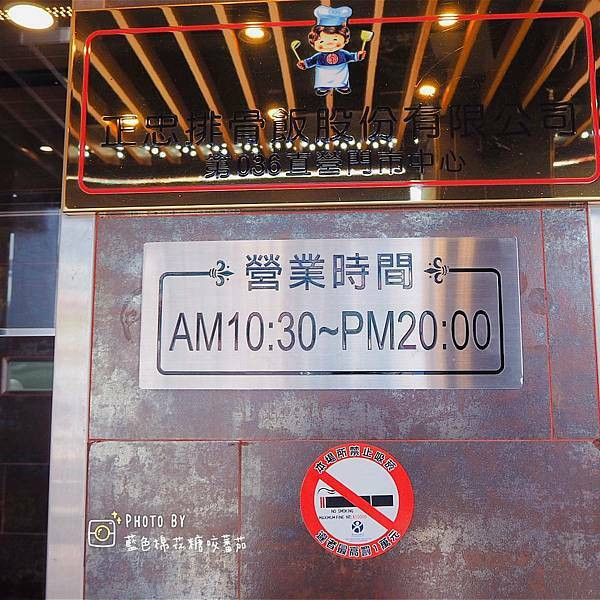 正忠排骨飯股份有限公司
第036直營門市中心
營業時間
AM10:30~PM20:00
本場所禁止吸菸
NO SMOKING
違者最高罰1萬元
PHOTO BY
藍色棉花糖咬蕃茄